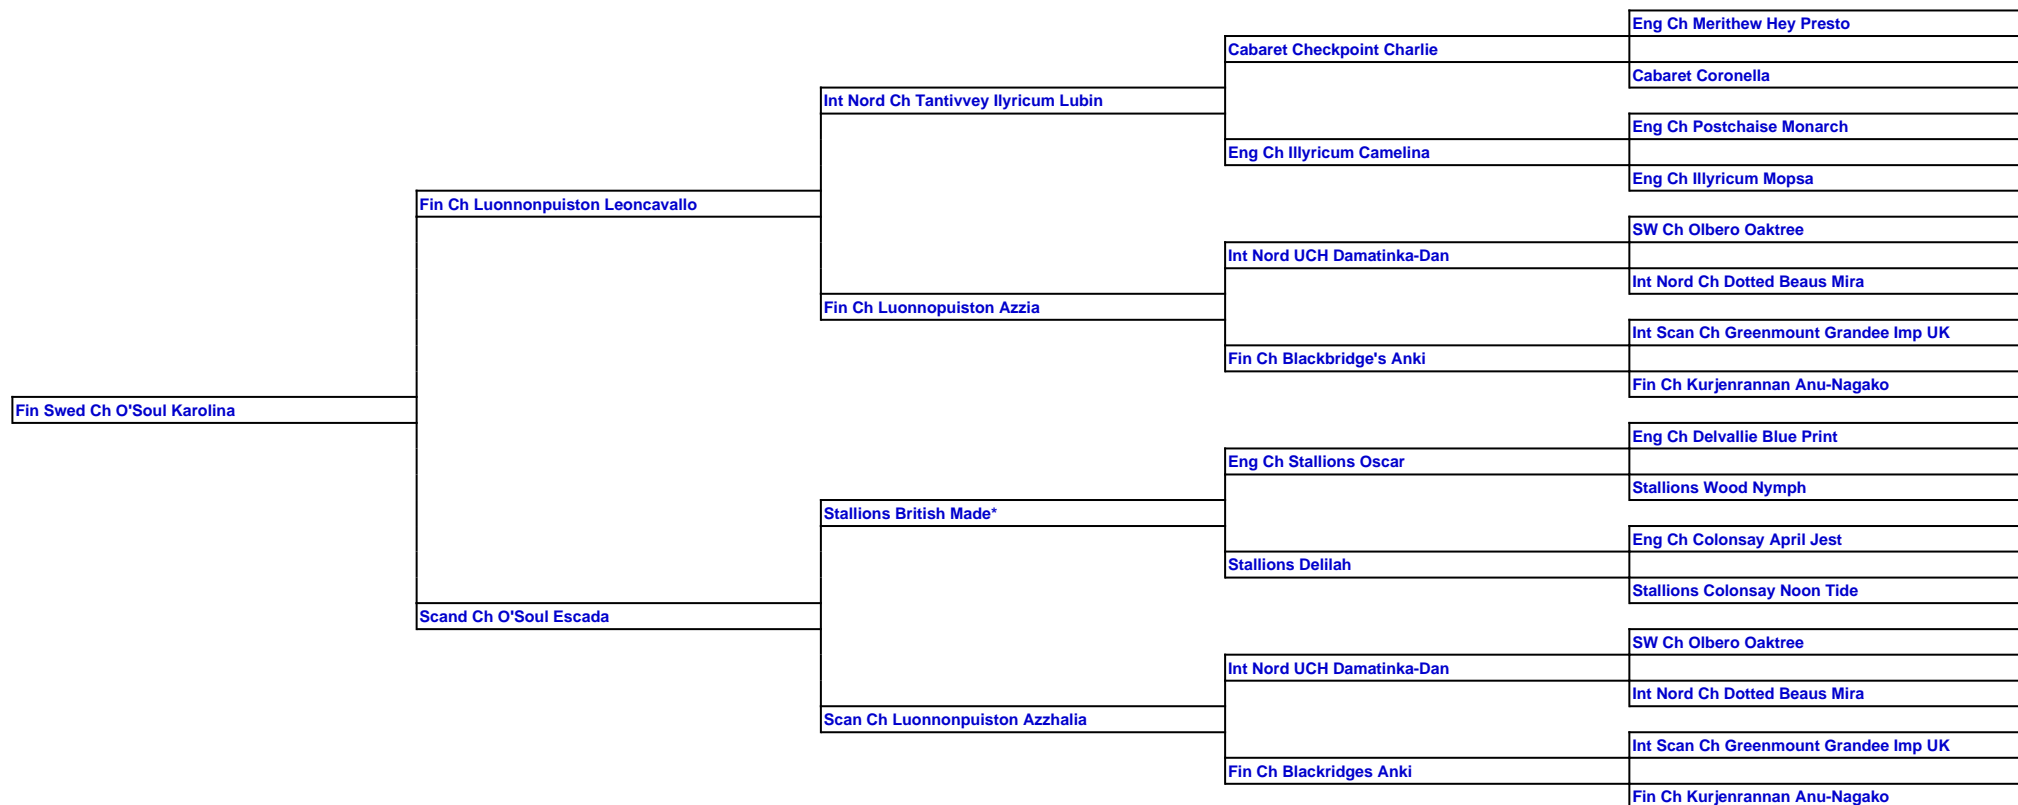 Eng Ch Merithew Hey Presto
Cabaret Checkpoint Charlie
Cabaret Coronella
Int Nord Ch Tantivvey Ilyricum Lubin
Eng Ch Postchaise Monarch
Eng Ch Illyricum Camelina
Eng Ch Illyricum Mopsa
Fin Ch Luonnonpuiston Leoncavallo
SW Ch Olbero Oaktree
Int Nord UCH Damatinka-Dan
Int Nord Ch Dotted Beaus Mira
Fin Ch Luonnopuiston Azzia
Int Scan Ch Greenmount Grandee Imp UK
Fin Ch Blackbridge's Anki
Fin Ch Kurjenrannan Anu-Nagako
Fin Swed Ch O'Soul Karolina
Eng Ch Delvallie Blue Print
Eng Ch Stallions Oscar
Stallions Wood Nymph
Stallions British Made*
Eng Ch Colonsay April Jest
Stallions Delilah
Stallions Colonsay Noon Tide
Scand Ch O'Soul Escada
SW Ch Olbero Oaktree
Int Nord UCH Damatinka-Dan
Int Nord Ch Dotted Beaus Mira
Scan Ch Luonnonpuiston Azzhalia
Int Scan Ch Greenmount Grandee Imp UK
Fin Ch Blackridges Anki
Fin Ch Kurjenrannan Anu-Nagako